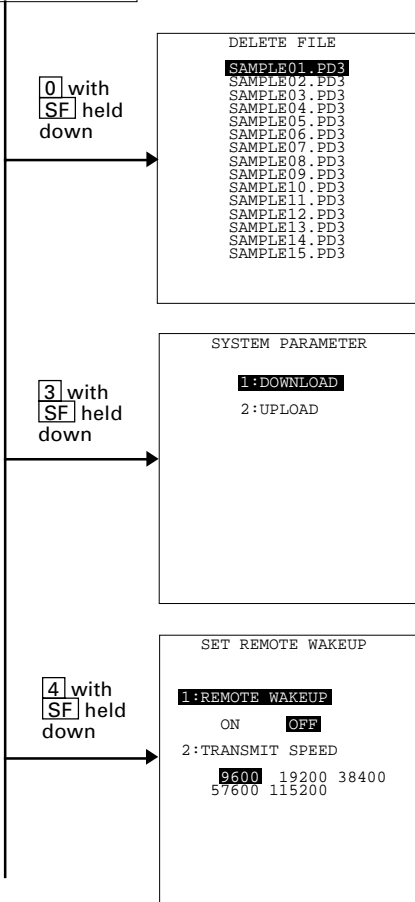 0 with
SF held
down
DELETE FILE
SAMPLE01.PD3
SAMPLE02.PD3
SAMPLE03.PD3
SAMPLE04.PD3
SAMPLE05.PD3
SAMPLE06.PD3
SAMPLE07.PD3
SAMPLE08.PD3
SAMPLE09.PD3
SAMPLE10.PD3
SAMPLE11.PD3
SAMPLE12.PD3
SAMPLE13.PD3
SAMPLE14.PD3
SAMPLE15.PD3
3 with
SF held
down
SYSTEM PARAMETER
1:DOWNLOAD
2:UPLOAD
4 with
SF held
down
SET REMOTE WAKEUP
1:REMOTE WAKEUP
ON OFF
2:TRANSMIT SPEED
9600 19200 38400
57600 115200